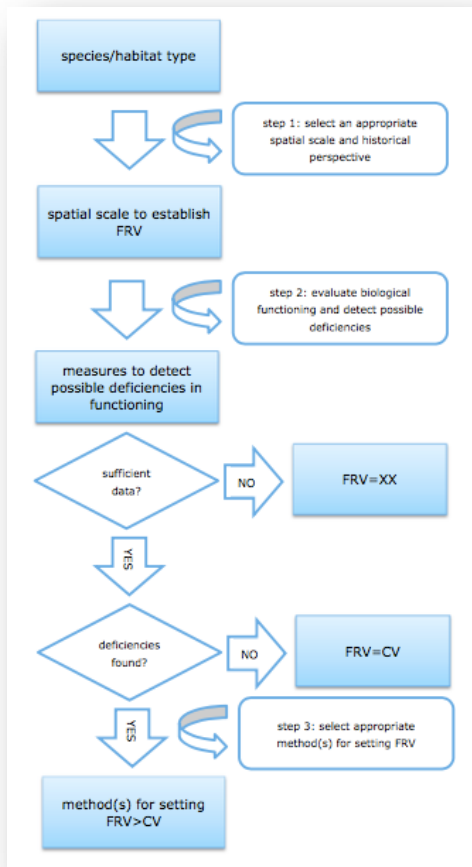 species/habitat type
step 1: select an appropriate
spatial scale and historical
perspective
spatial scale to establish
FRV
step 2: evaluate biological
functioning and detect possible
deficiencies
measures to detect
possible deficiencies in
functioning
sufficient
data?
NO
FRV=XX
YES
deficiencies
found?
NO
FRV=CV
YES
step 3: select appropriate
method(s) for setting FRV
method(s) for setting
FRV>CV